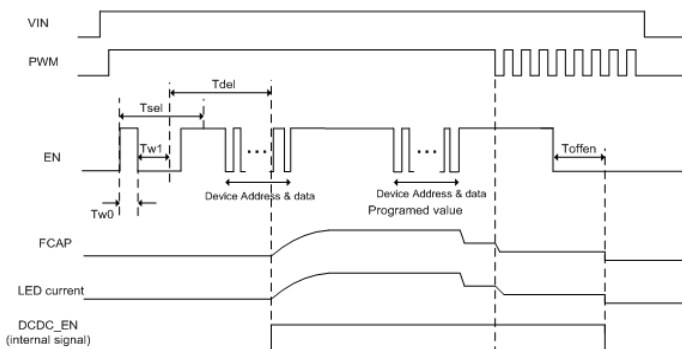 VIN
PWM
Tdel
Tsel
Tw1
EN
Toffen
Device Address & data
Device Address & data
Programed value
Tw0
FCAP
LED current
DCDC_EN
(internal signal)